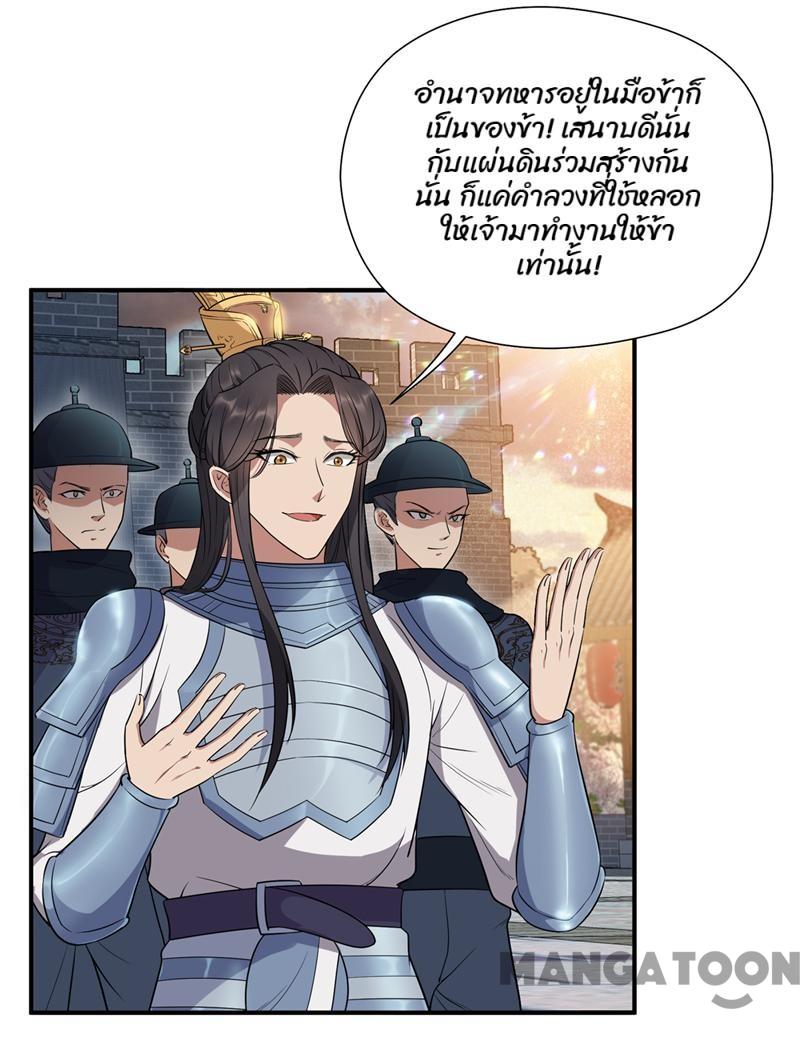 อำนาจทหารอยู่ในมือข้าก็
เป็นของข้า! เสนาบดีนั่น
กับแผ่นดินร่วมสร้างกัน
นั่น ก็แค่คำลวงที่ใช้หลอก
ให้เจ้ามาทำงานให้ข้า
เท่านั้น!
MANGATOON